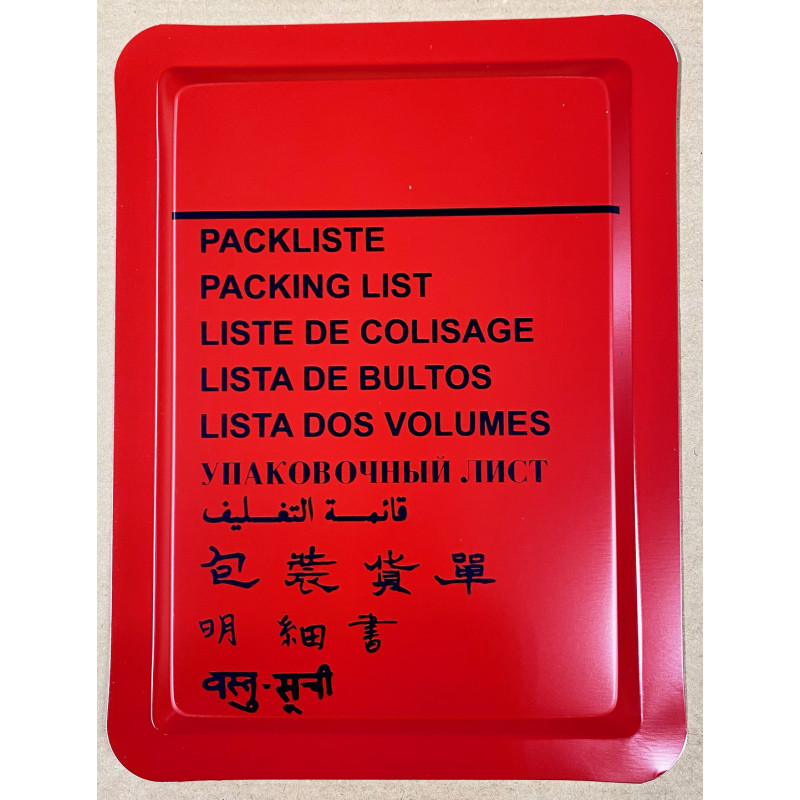 PACKLISTE
PACKING LIST
LISTE DE COLISAGE
LISTA DE BULTOS
LISTA DOS VOLUMES
УПАКОВОЧНЫЙ ЛИСТ
قائمة التغليف
包裝貨單
明細書
वस्तु-सूची